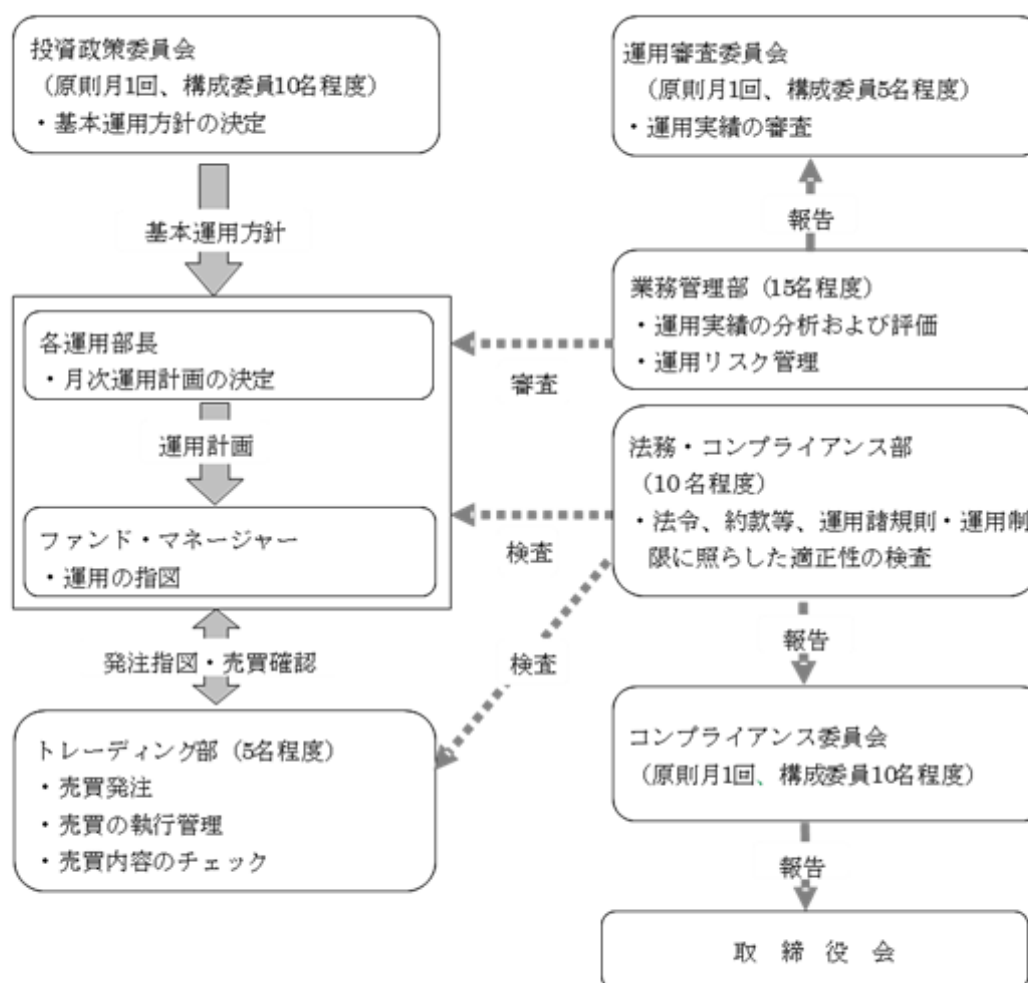 投資政策委員会
（原則月1回、構成委員10名程度）
・基本運用方針の決定
基本運用方針
各運用部長
・月次運用計画の決定
運用計画
ファンド・マネージャー
・運用の指図
発注指図・売買確認
トレーディング部（5名程度）
・売買発注
・売買の執行管理
・売買内容のチェック
運用審査委員会
（原則月1回、構成委員5名程度）
・運用実績の審査
報告
業務管理部（15名程度）
・運用実績の分析および評価
・運用リスク管理
審査
法務・コンプライアンス部
（10名程度）
・法令、約款等、運用諸規則・運用制
限に照らした適正性の検査
検査
検査
報告
コンプライアンス委員会
（原則月1回、構成委員10名程度）
報告
取　締　役　会